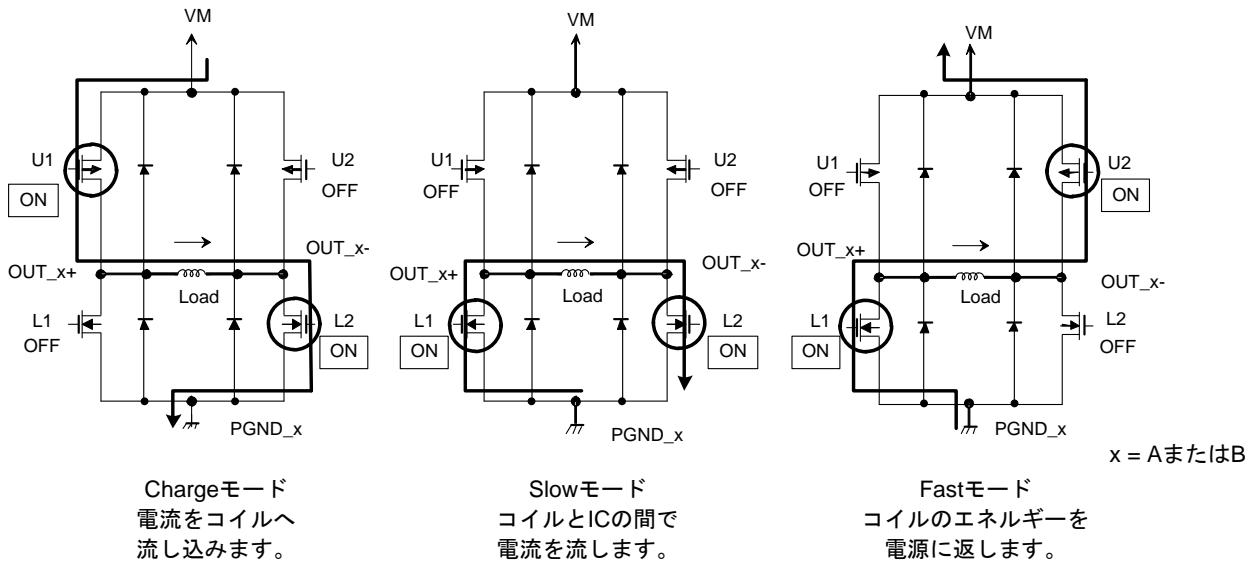 VM
U1
ON
U2
OFF
OUT_x+
OUT_x-
Load
L1
OFF
L2
ON
PGND_x
Chargeモード
電流をコイルへ
流し込みます。
VM
U1
OFF
U2
OFF
OUT_x+
OUT_x-
Load
L1
ON
L2
ON
PGND_x
Slowモード
コイルとICの間で
電流を流します。
VM
U1
OFF
U2
ON
OUT_x+
OUT_x-
Load
L1
ON
L2
OFF
PGND_x
Fastモード
コイルのエネルギーを
電源に返します。
x = AまたはB